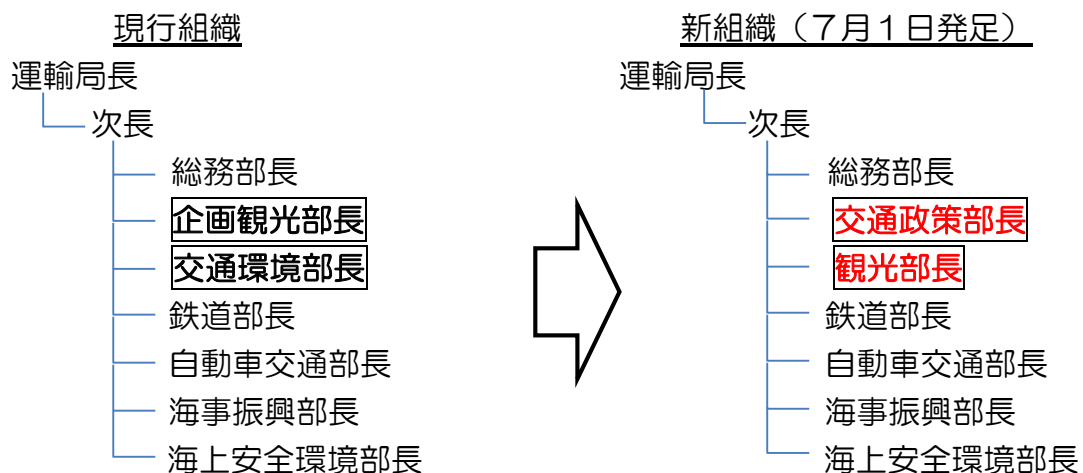 現行組織
運輸局長
次長
総務部長
企画観光部長
交通環境部長
鉄道部長
自動車交通部長
海事振興部長
海上安全環境部長
新組織（７月１日発足）
運輸局長
次長
総務部長
交通政策部長
観光部長
鉄道部長
自動車交通部長
海事振興部長
海上安全環境部長